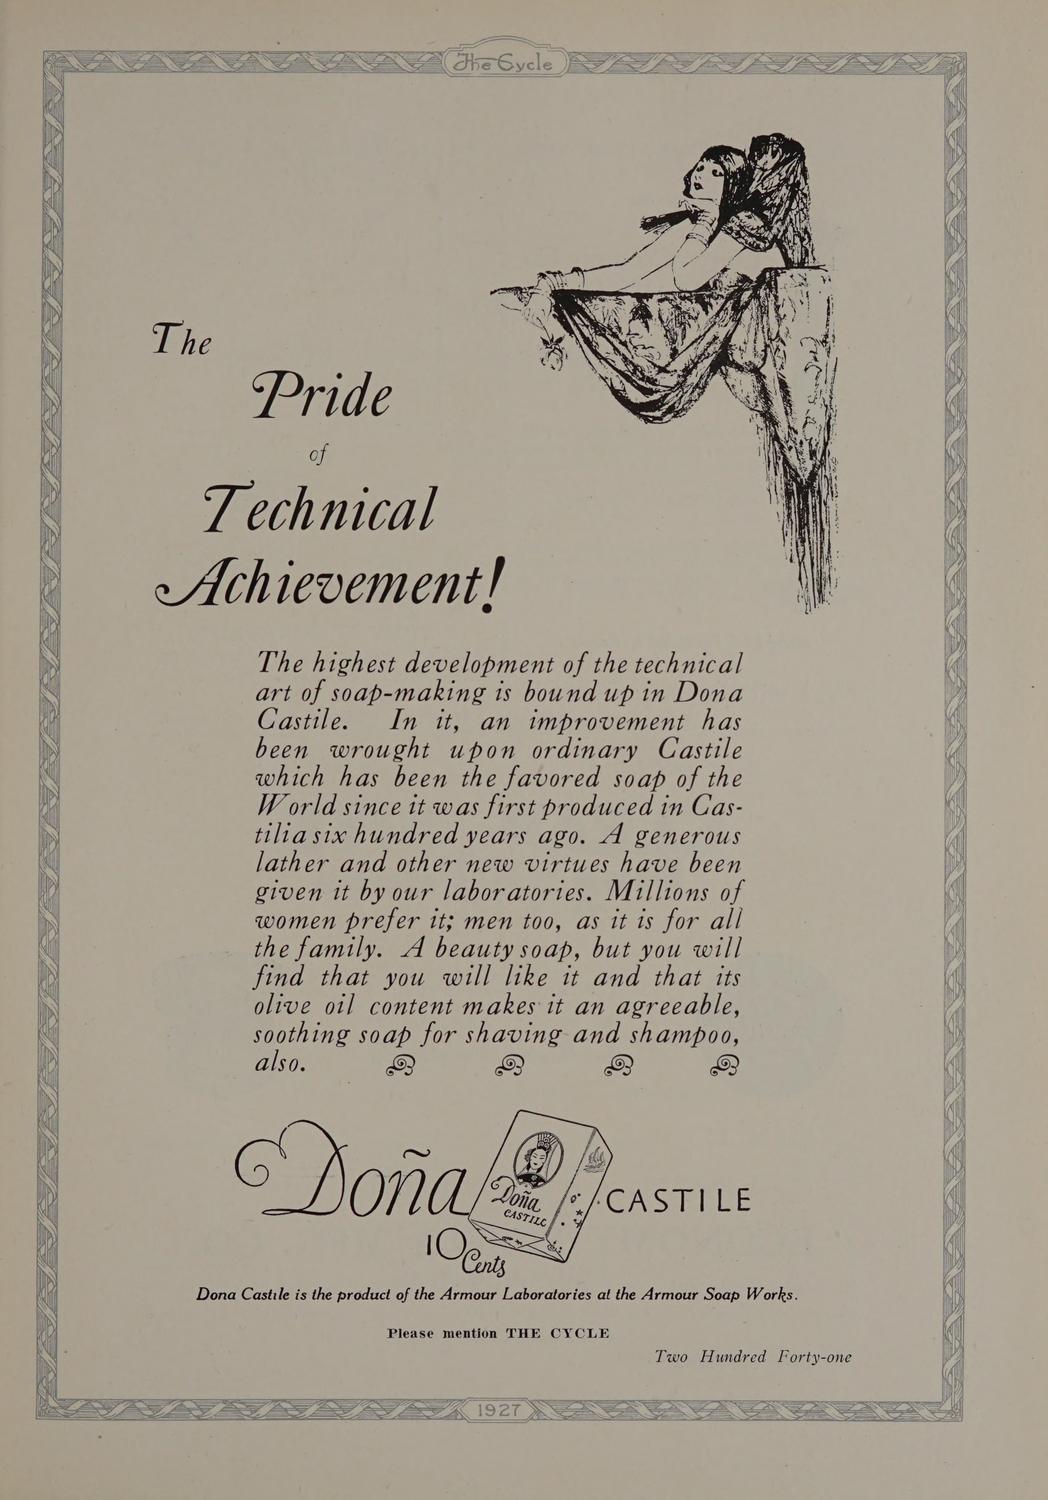 The Cycle
The
Pride
of
Technical
Achievement!
The highest development of the technical
art of soap-making is bound up in Dona
Castile. In it, an improvement has
been wrought upon ordinary Castile
which has been the favored soap of the
World since it was first produced in Cas-
tilia six hundred years ago. A generous
lather and other new virtues have been
given it by our laboratories. Millions of
women prefer it; men too, as it is for all
the family. A beauty soap, but you will
find that you will like it and that its
olive oil content makes it an agreeable,
soothing soap for shaving and shampoo,
also.
Doña CASTILE
Doña
CASTILE
10 Cents
Dona Castile is the product of the Armour Laboratories at the Armour Soap Works.
Please mention THE CYCLE
Two Hundred Forty-one
1927